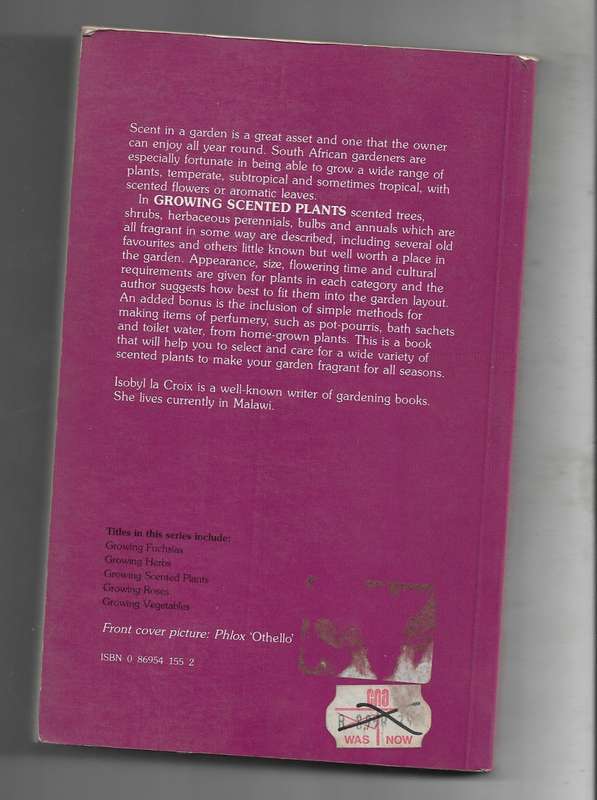 Scent in a garden is a great asset and one that the owner
can enjoy all year round. South African gardeners are
especially fortunate in being able to grow a wide range of
plants, temperate, subtropical and sometimes tropical, with
scented flowers or aromatic leaves.
In GROWING SCENTED PLANTS scented trees,
shrubs, herbaceous perennials, bulbs and annuals which are
all fragrant in some way are described, including several old
favourites and others little known but well worth a place in
the garden. Appearance, size, flowering time and cultural
requirements are given for plants in each category and the
author suggests how best to fit them into the garden layout.
An added bonus is the inclusion of simple methods for
making items of perfumery, such as pot-pourris, bath sachets
and toilet water, from home-grown plants. This is a book
that will help you to select and care for a wide variety of
scented plants to make your garden fragrant for all seasons.
Isobyl la Croix is a well-known writer of gardening books.
She lives currently in Malawi.
Titles in this series include:
Growing Fuchsias
Growing Herbs
Growing Scented Plants
Growing Roses
Growing Vegetables
Front cover picture: Phlox 'Othello'
ISBN 0 86954 155 2
cna
WAS NOW